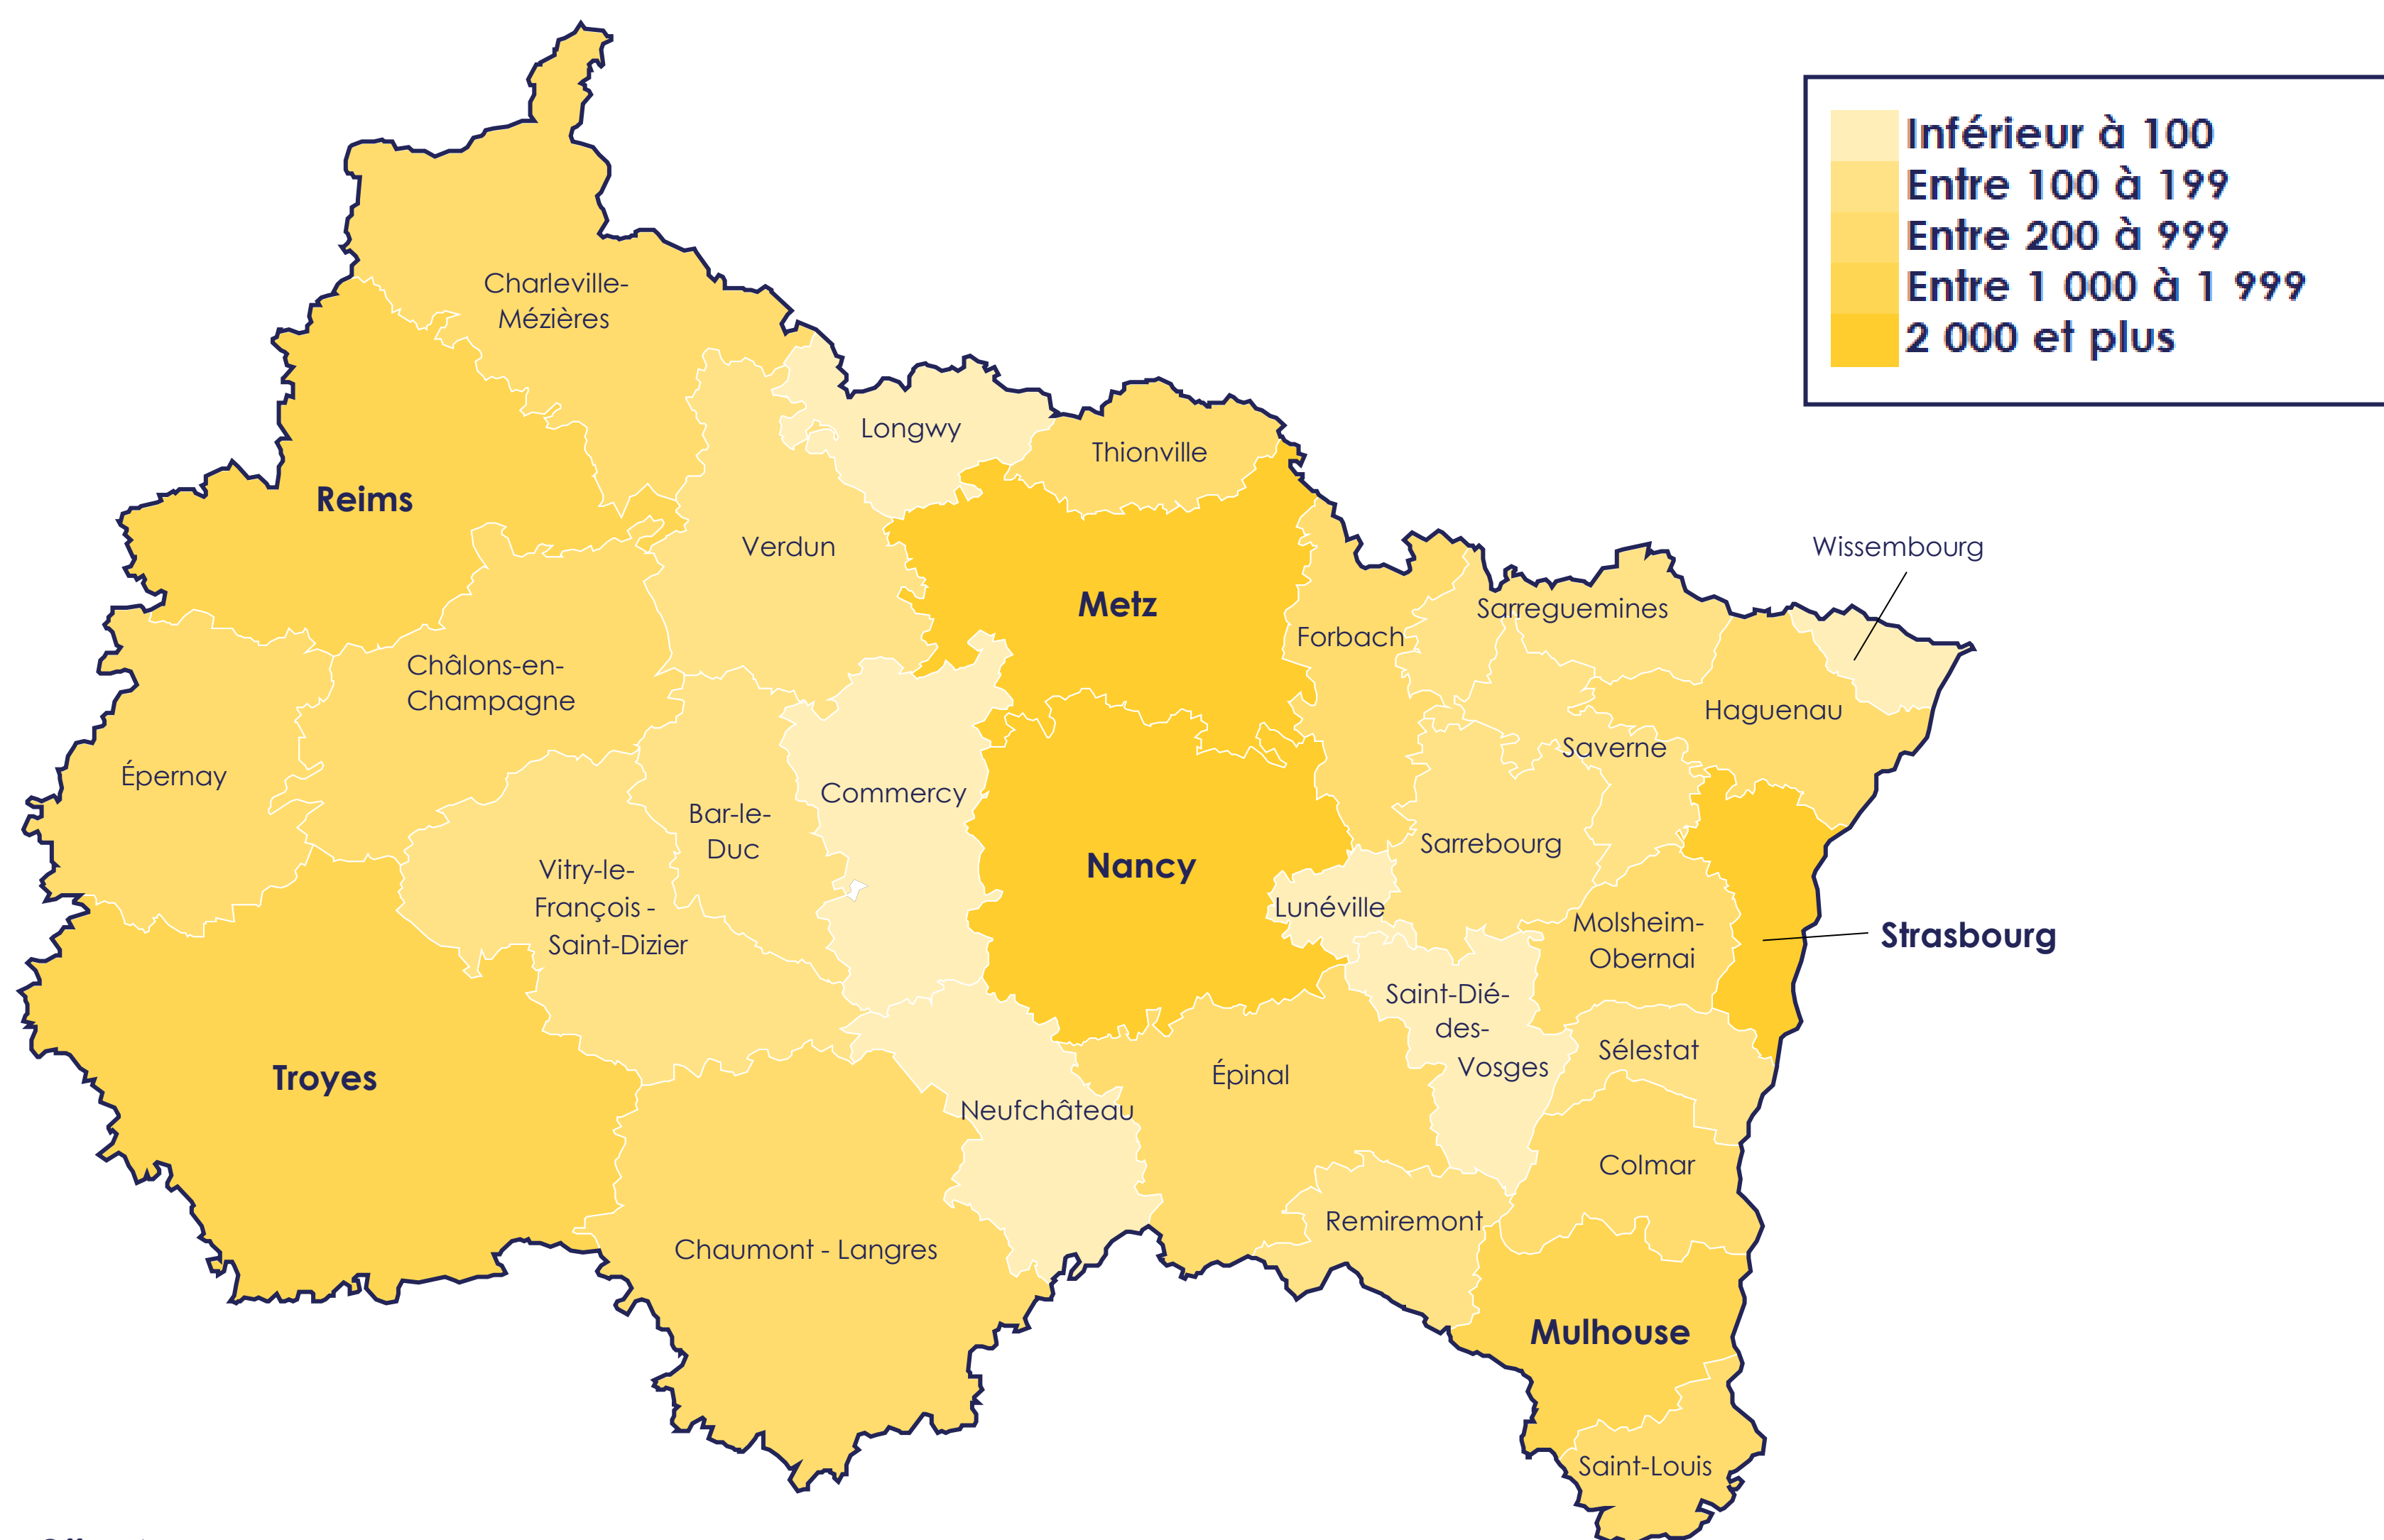 Inférieur à 100
Entre 100 à 199
Entre 200 à 999
Entre 1 000 à 1 999
2 000 et plus
Charleville-
Mézières
Longwy
Thionville
Reims
Verdun
Wissembourg
Metz
Sarreguemines
Forbach
Châlons-en-
Champagne
Haguenau
Saverne
Épernay
Commercy
Bar-le-
Duc
Sarrebourg
Nancy
Vitry-le-
François -
Saint-Dizier
Lunéville
Molsheim-
Obernai
Strasbourg
Saint-Dié-
des-
Vosges
Sélestat
Troyes
Épinal
Neufchâteau
Colmar
Remiremont
Chaumont - Langres
Mulhouse
Saint-Louis